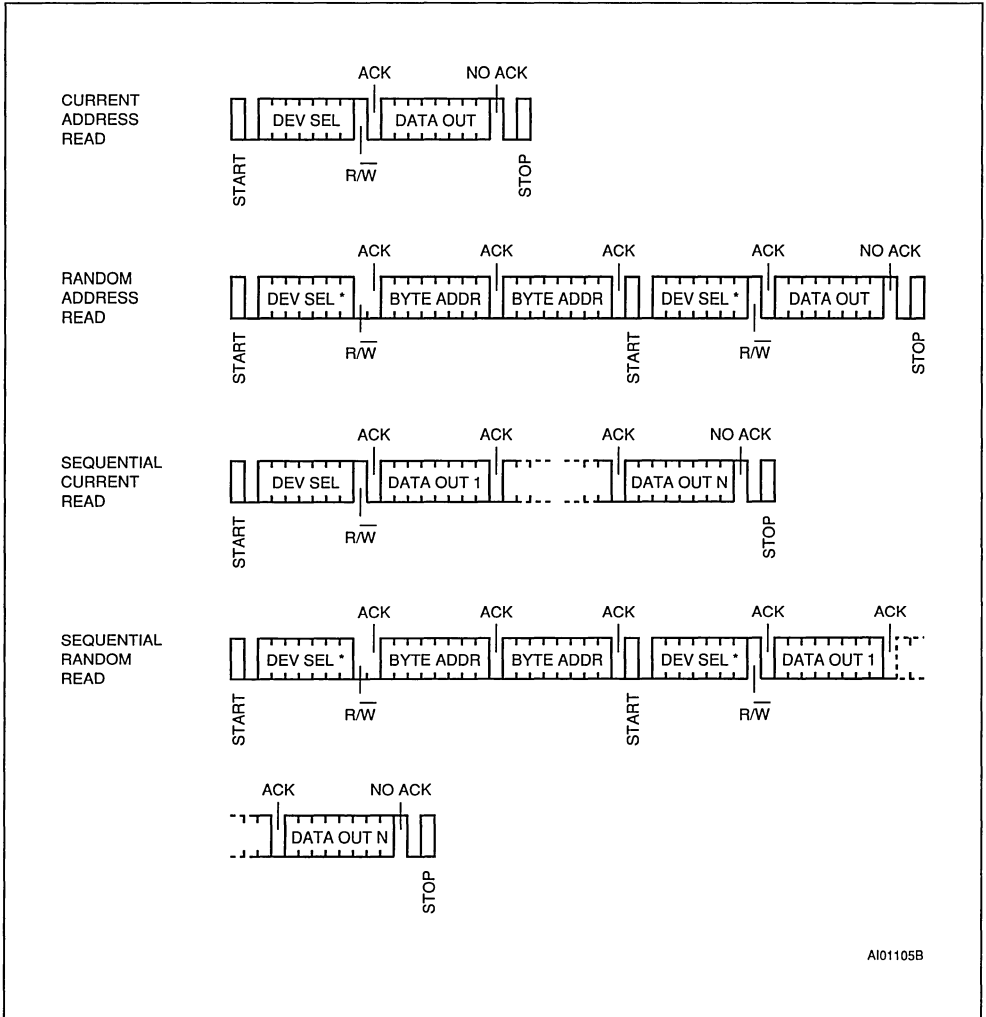 ACK NO ACK
CURRENT
ADDRESS
READ
DEV SEL DATA OUT
START R/W̅ STOP
ACK ACK ACK ACK NO ACK
RANDOM
ADDRESS
READ
DEV SEL * BYTE ADDR BYTE ADDR DEV SEL * DATA OUT
START R/W̅ START R/W̅ STOP
ACK ACK ACK NO ACK
SEQUENTIAL
CURRENT
READ
DEV SEL DATA OUT 1 DATA OUT N
START R/W̅ STOP
ACK ACK ACK ACK ACK
SEQUENTIAL
RANDOM
READ
DEV SEL * BYTE ADDR BYTE ADDR DEV SEL * DATA OUT 1
START R/W̅ START R/W̅
ACK NO ACK
DATA OUT N
STOP
AI01105B